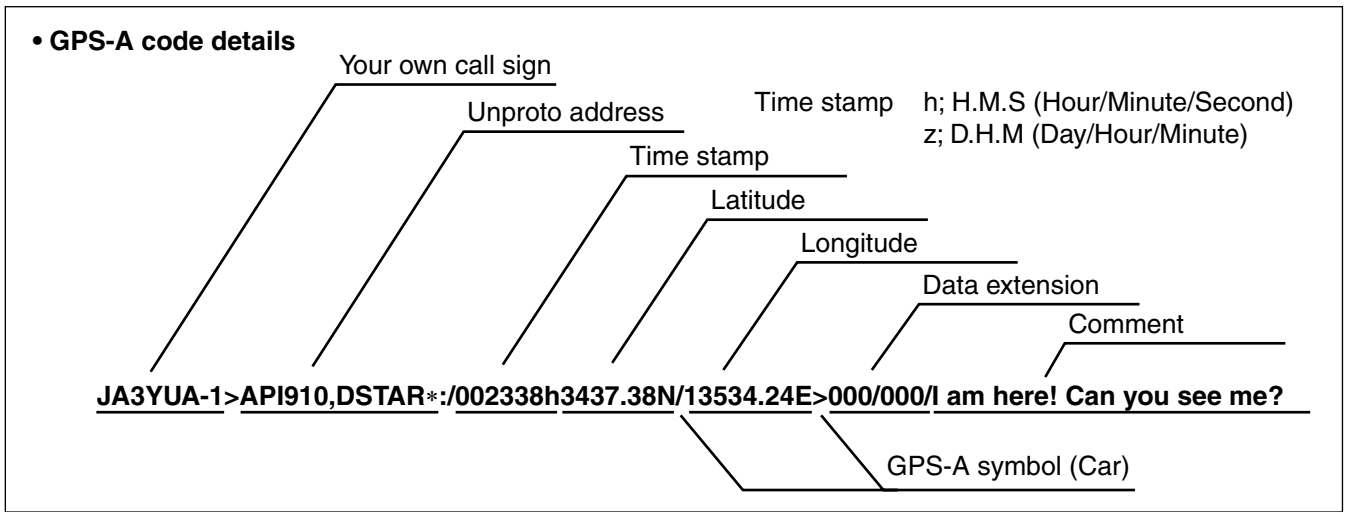 • GPS-A code details
Your own call sign
Unproto address
Time stamp h; H.M.S (Hour/Minute/Second)
z; D.H.M (Day/Hour/Minute)
Time stamp
Latitude
Longitude
Data extension
Comment
JA3YUA-1>API910,DSTAR*:/002338h3437.38N/13534.24E>000/000/I am here! Can you see me?
GPS-A symbol (Car)